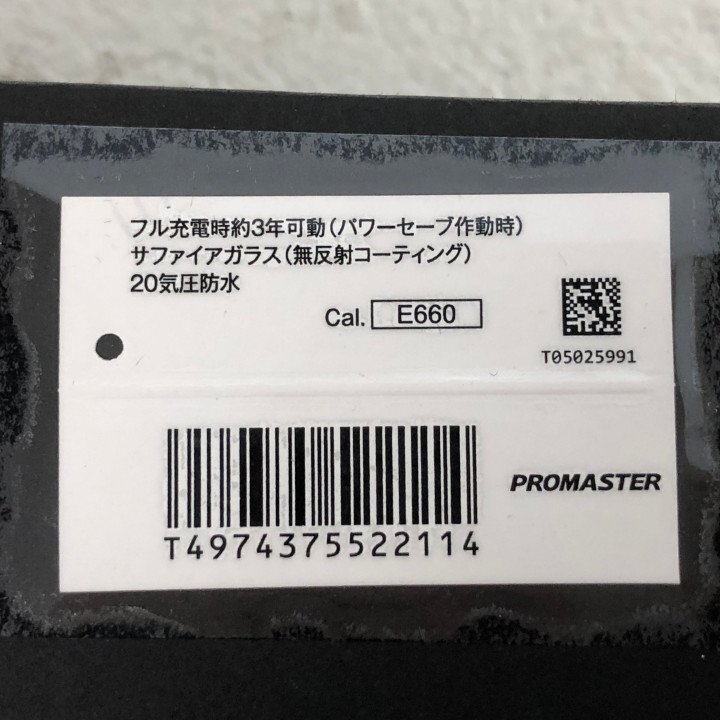 フル充電時約3年可動(パワーセーブ作動時)
サファイアガラス(無反射コーティング)
20気圧防水
Cal. E660
T05025991
PROMASTER
T4974375522114